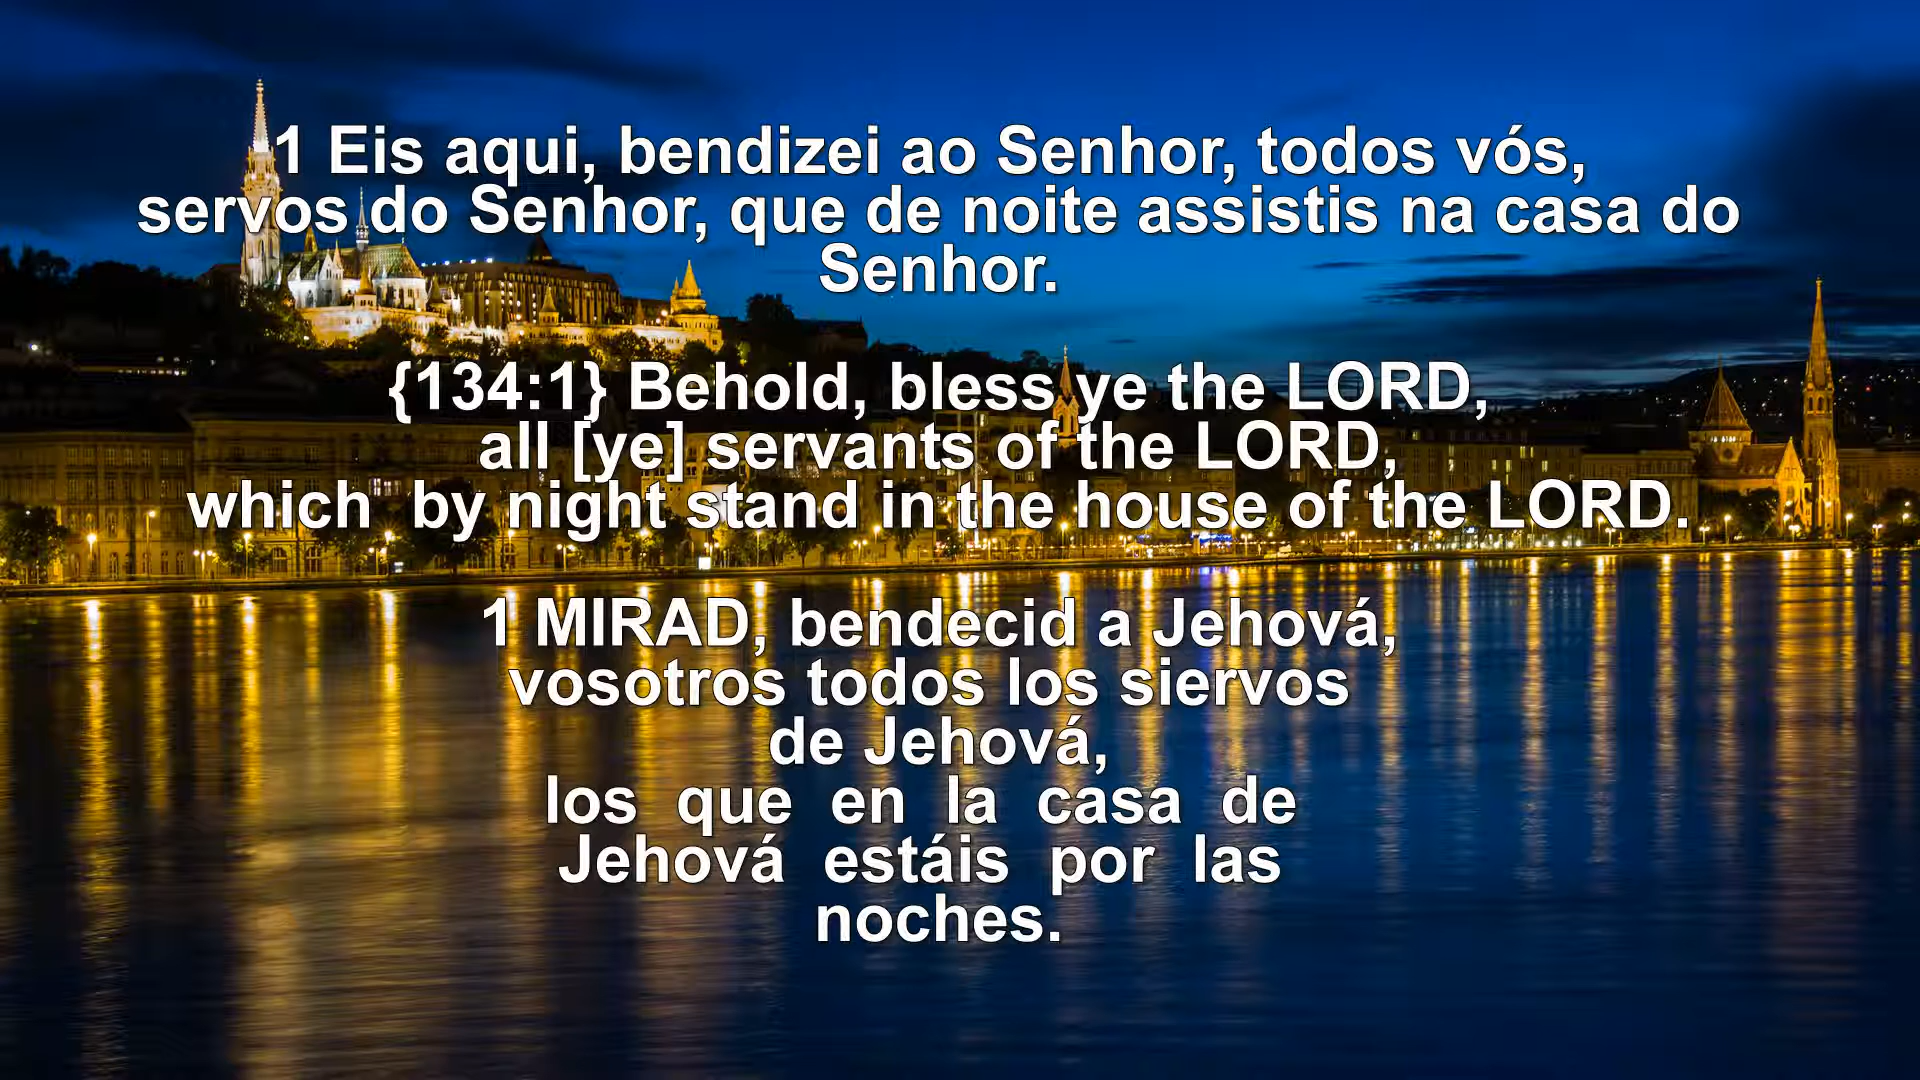 1 Eis aqui, bendizei ao Senhor, todos vós,
servos do Senhor, que de noite assistis na casa do
Senhor.
{134:1} Behold, bless ye the LORD,
all [ye] servants of the LORD,
which by night stand in the house of the LORD.
1 MIRAD, bendecid a Jehová,
vosotros todos los siervos
de Jehová,
los que en la casa de
Jehová estáis por las
noches.